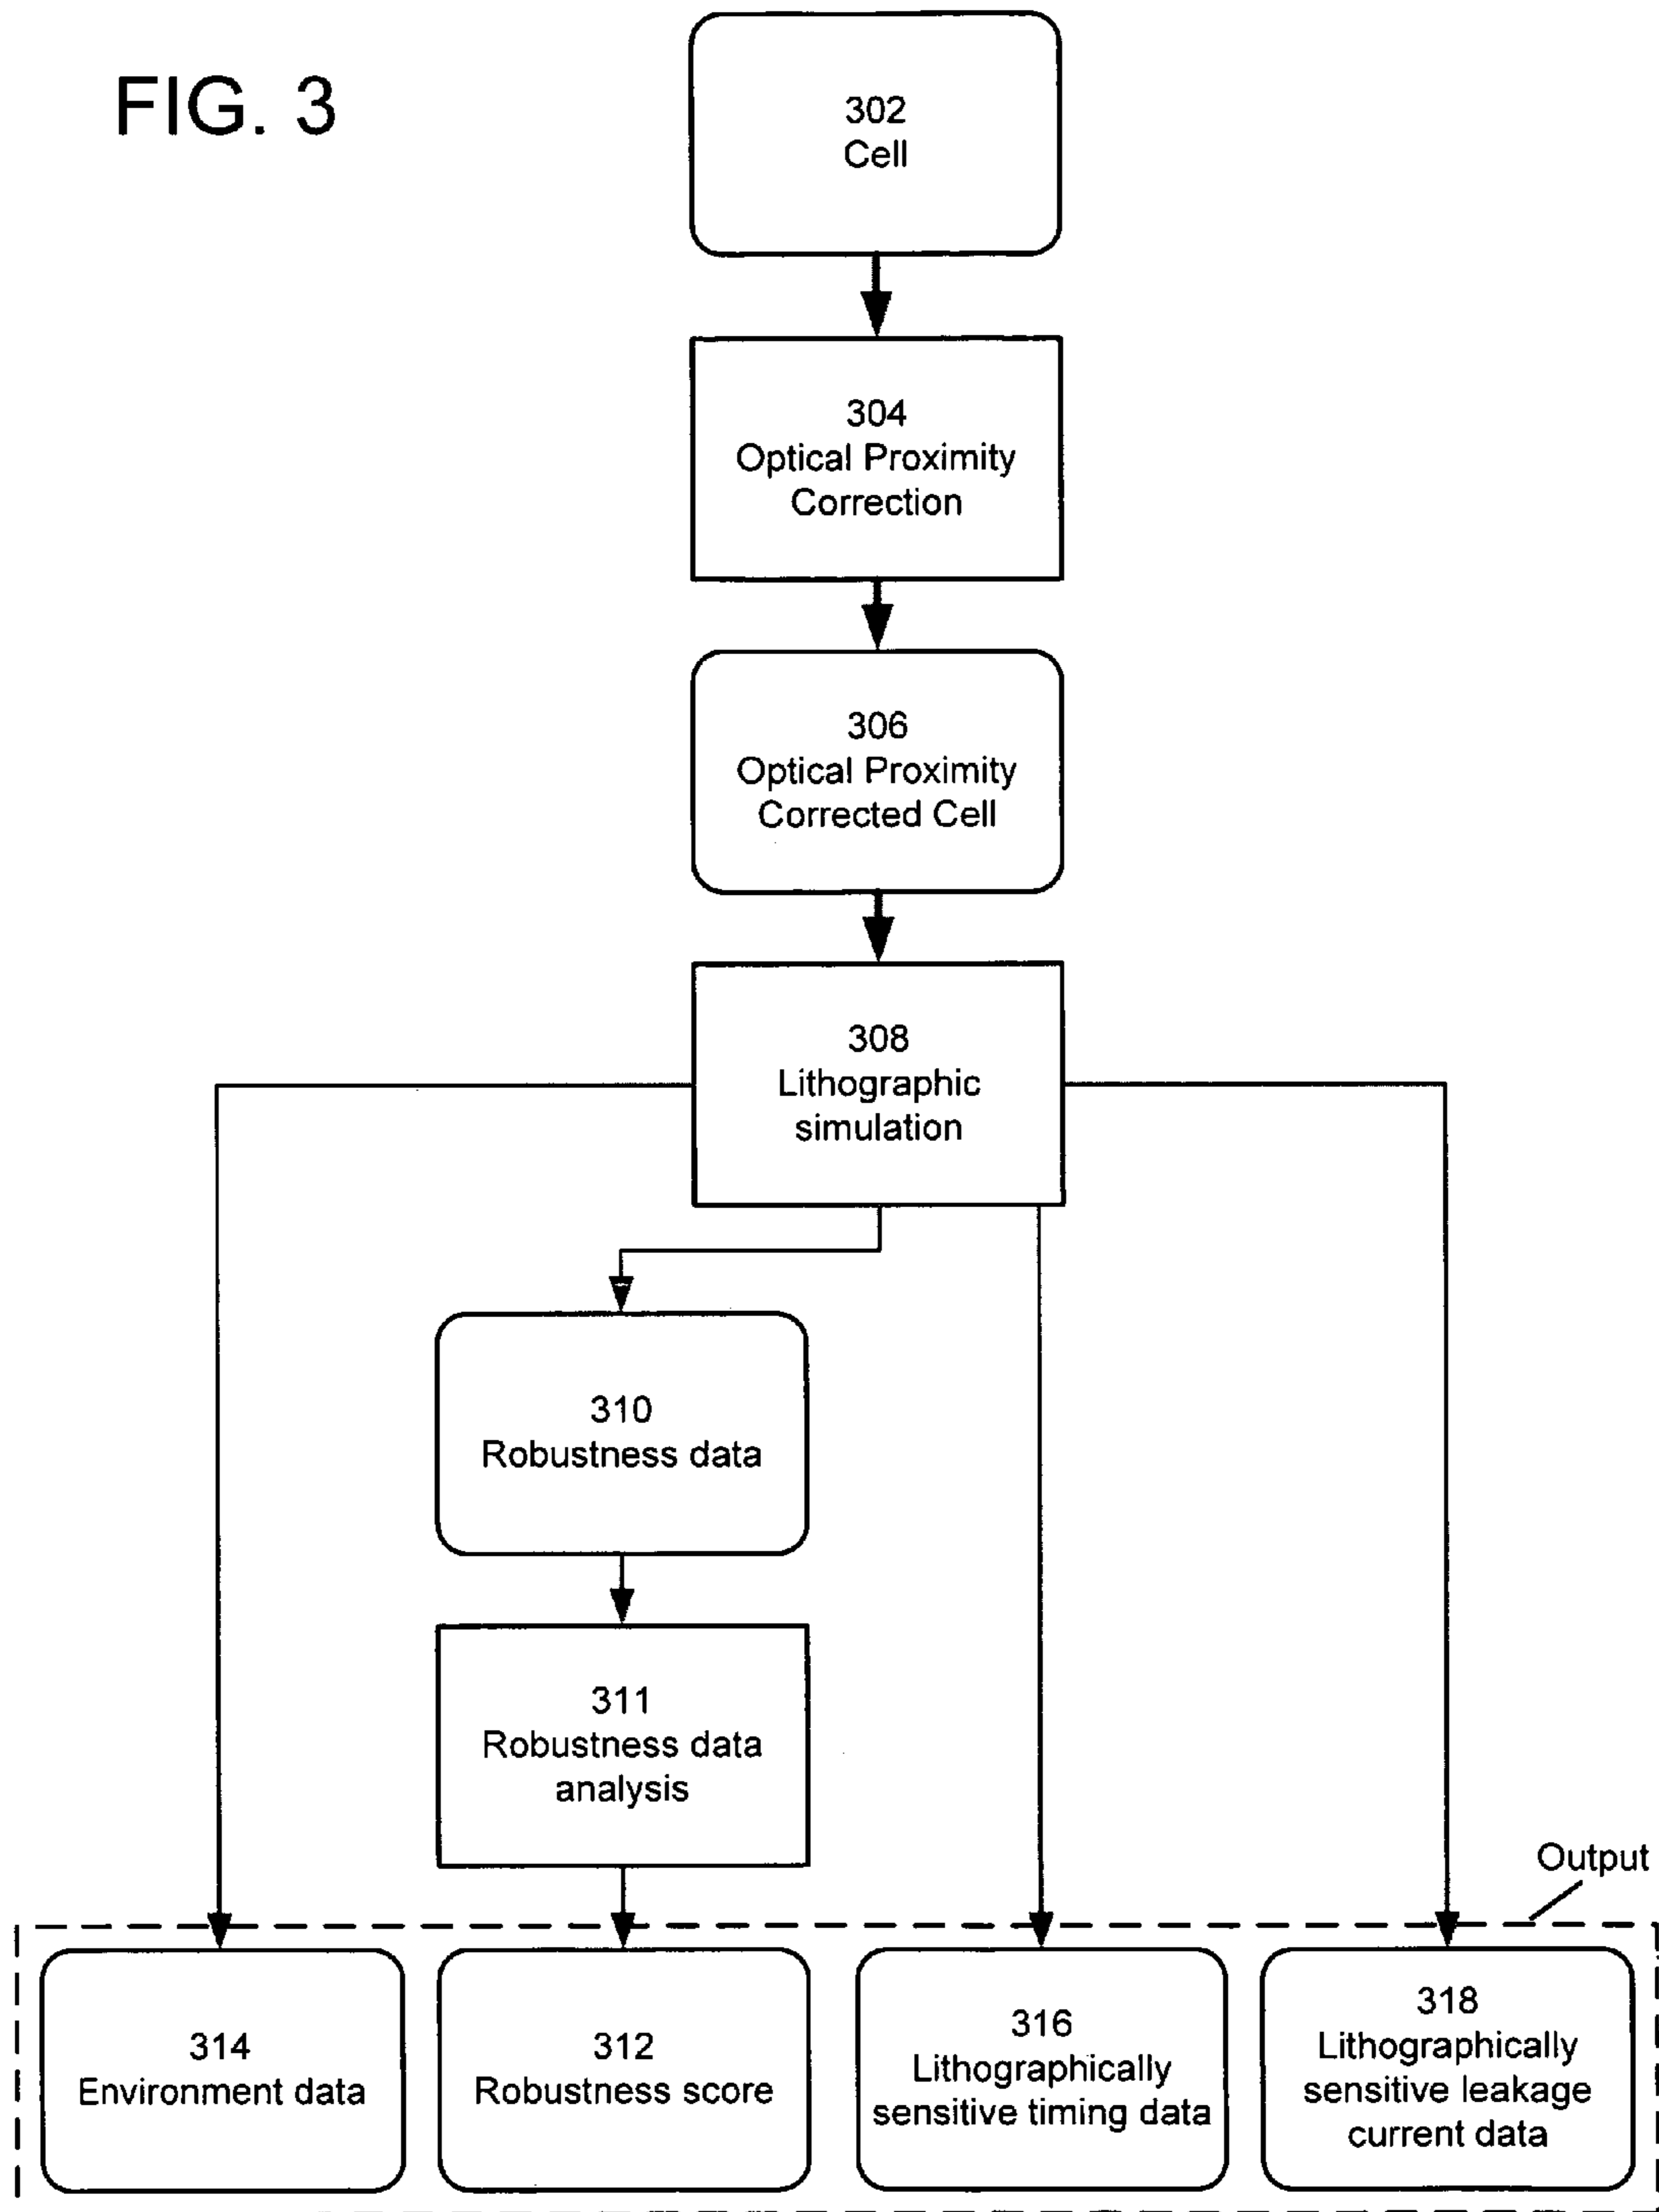 FIG. 3
302
Cell
304
Optical Proximity
Correction
306
Optical Proximity
Corrected Cell
308
Lithographic
simulation
310
Robustness data
311
Robustness data
analysis
Output
314
Environment data
312
Robustness score
316
Lithographically
sensitive timing data
318
Lithographically
sensitive leakage
current data